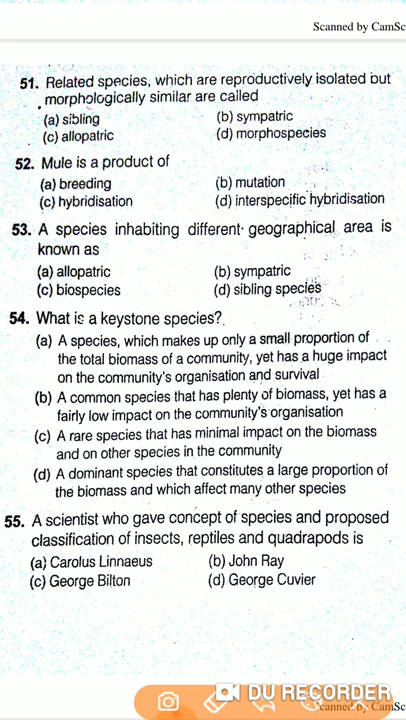 Scanned by CamSc
51. Related species, which are reproductively isolated but
morphologically similar are called
(a) sibling (b) sympatric
(c) allopatric (d) morphospecies
52. Mule is a product of
(a) breeding (b) mutation
(c) hybridisation (d) interspecific hybridisation
53. A species inhabiting different geographical area is
known as
(a) allopatric (b) sympatric
(c) biospecies (d) sibling species
54. What is a keystone species?
(a) A species, which makes up only a small proportion of
the total biomass of a community, yet has a huge impact
on the community's organisation and survival
(b) A common species that has plenty of biomass, yet has a
fairly low impact on the community's organisation
(c) A rare species that has minimal impact on the biomass
and on other species in the community
(d) A dominant species that constitutes a large proportion of
the biomass and which affect many other species
55. A scientist who gave concept of species and proposed
classification of insects, reptiles and quadrapods is
(a) Carolus Linnaeus (b) John Ray
(c) George Bilton (d) George Cuvier
DU RECORDER
canned by CamSc